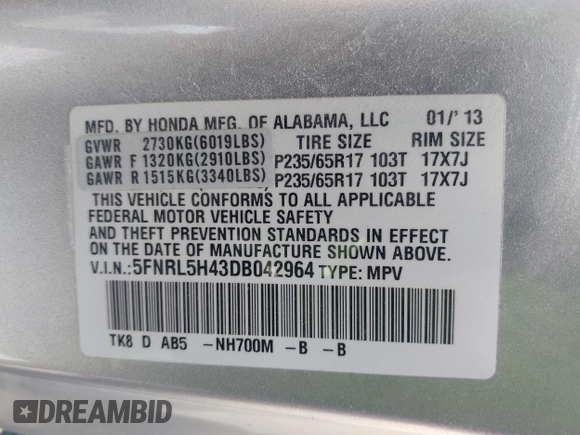 MFD. BY HONDA MFG. OF ALABAMA, LLC 01/'13
GVWR 2730KG(6019LBS) TIRE SIZE RIM SIZE
GAWR F 1320KG(2910LBS) P235/65R17 103T 17X7J
GAWR R 1515KG(3340LBS) P235/65R17 103T 17X7J
THIS VEHICLE CONFORMS TO ALL APPLICABLE
FEDERAL MOTOR VEHICLE SAFETY
AND THEFT PREVENTION STANDARDS IN EFFECT
ON THE DATE OF MANUFACTURE SHOWN ABOVE.
V.I.N.:5FNRL5H43DB042964 TYPE: MPV
TK8 D AB5 -NH700M -B -B
DREAMBID